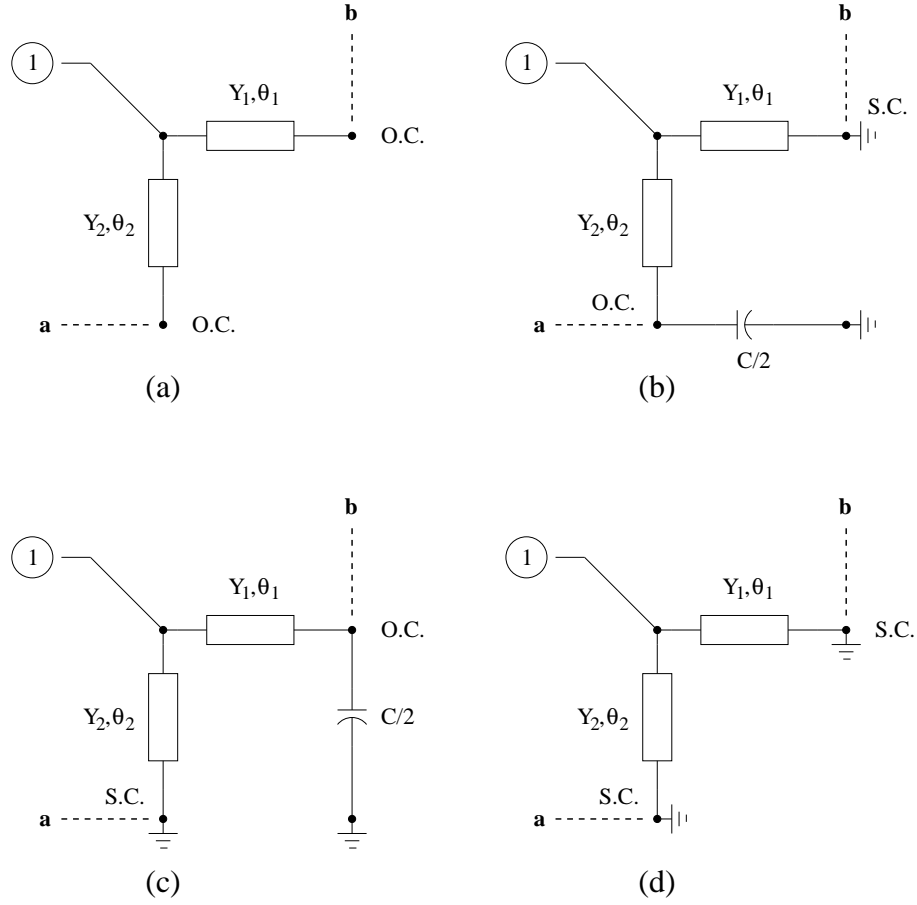 b
1
Y₁,θ₁
O.C.
Y₂,θ₂
a
O.C.
(a)
b
1
S.C.
Y₁,θ₁
Y₂,θ₂
O.C.
a
C/2
(b)
b
1
Y₁,θ₁
O.C.
Y₂,θ₂
C/2
S.C.
a
(c)
b
1
Y₁,θ₁
S.C.
Y₂,θ₂
S.C.
a
(d)